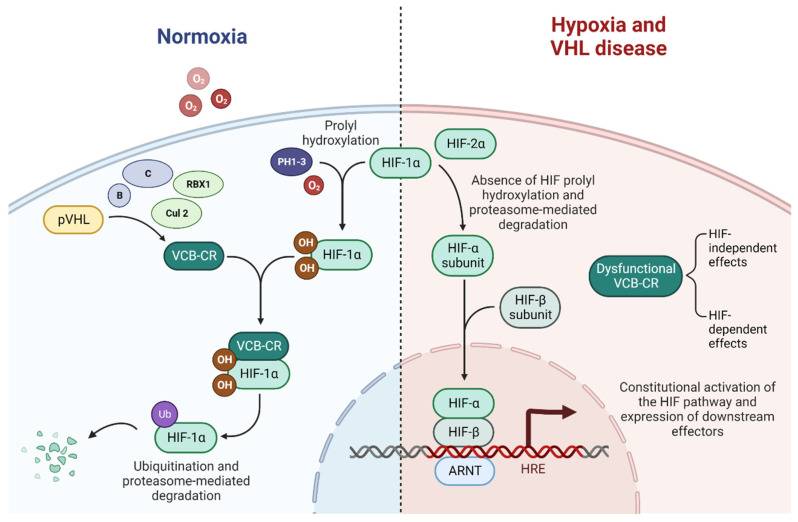 Normoxia
Hypoxia and
VHL disease
O₂
O₂
O₂
Prolyl
hydroxylation
HIF-2α
PH1-3
HIF-1α
O₂
C
B
RBX1
Cul 2
pVHL
VCB-CR
OH
OH
HIF-1α
Absence of HIF prolyl
hydroxylation and
proteasome-mediated
degradation
HIF-α
subunit
HIF-β
subunit
Dysfunctional
VCB-CR
HIF-
independent
effects
HIF-
dependent
effects
VCB-CR
OH
OH
HIF-1α
Ub
HIF-1α
Ubiquitination and
proteasome-mediated
degradation
HIF-α
HIF-β
ARNT
HRE
Constitutional activation of
the HIF pathway and
expression of downstream
effectors